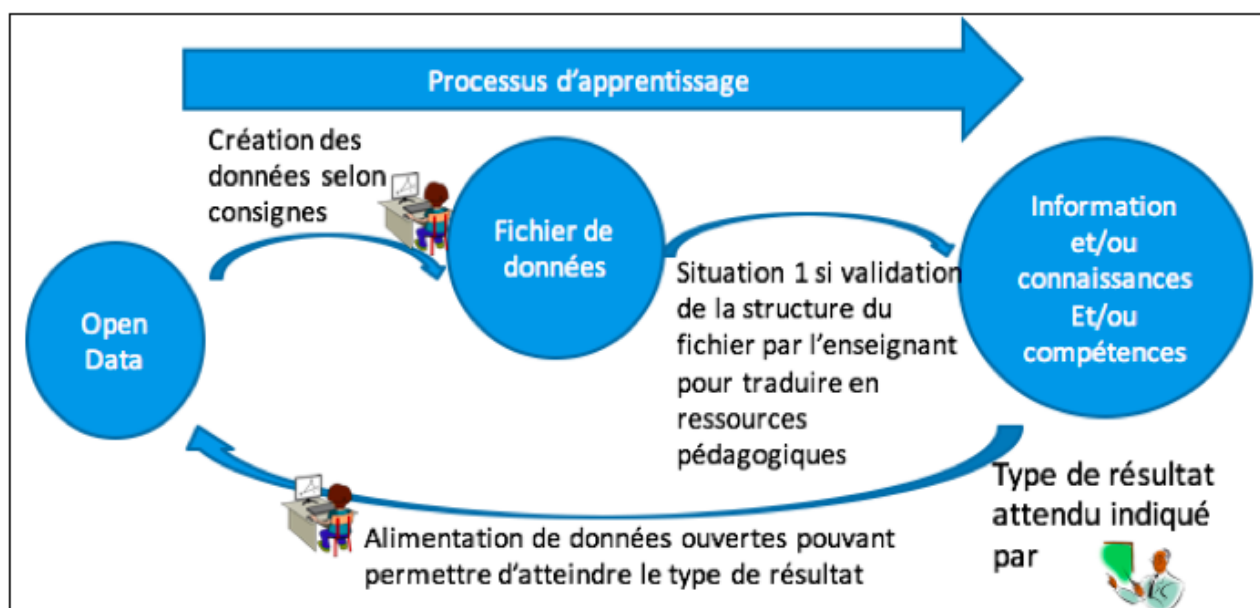 Processus d'apprentissage
Création des
données selon
consignes
Fichier de
données
Information
et/ou
connaissances
Et/ou
compétences
Open
Data
Situation 1 si validation
de la structure du
fichier par l'enseignant
pour traduire en
ressources
pédagogiques
Type de résultat
attendu indiqué
par
Alimentation de données ouvertes pouvant
permettre d'atteindre le type de résultat